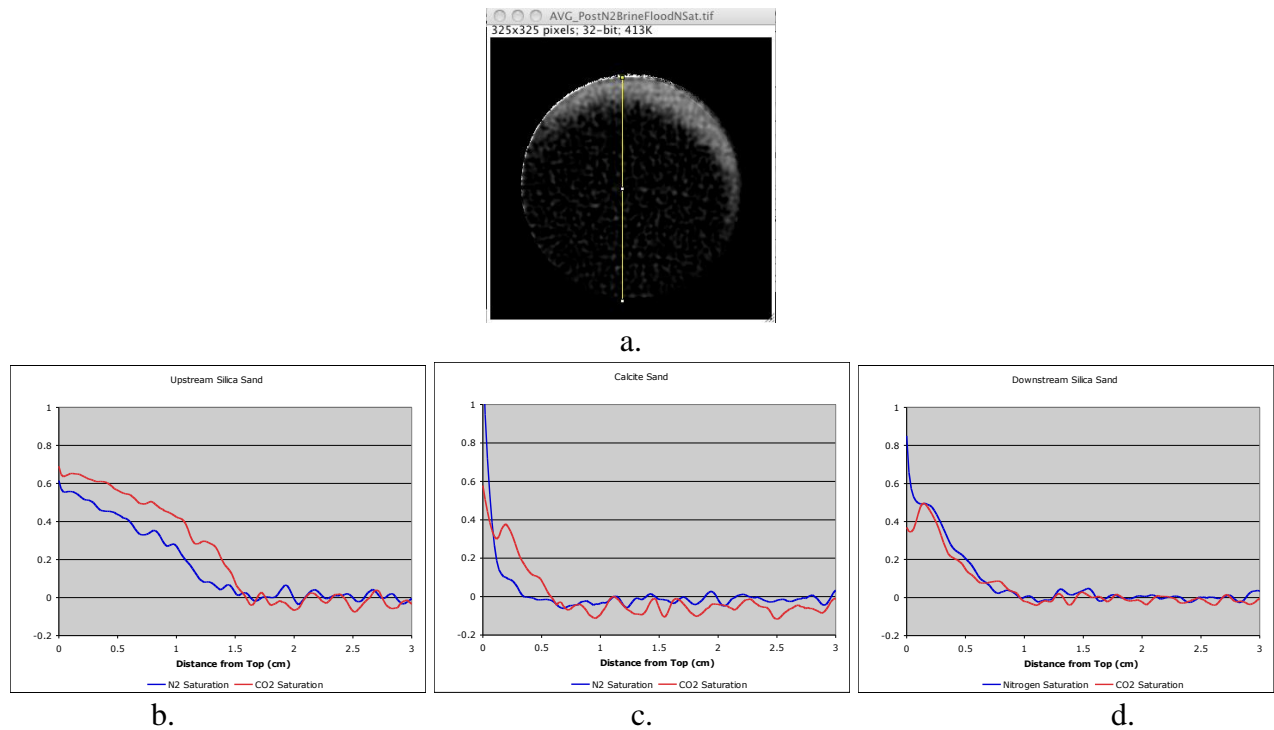 AVG_PostN2BrineFloodNSat.tif
325x325 pixels; 32-bit; 413K
a.
Upstream Silica Sand
1
0.8
0.6
0.4
0.2
0
-0.2
0 0.5 1 1.5 2 2.5 3
Distance from Top (cm)
N2 Saturation CO2 Saturation
b.
Calcite Sand
1
0.8
0.6
0.4
0.2
0
-0.2
0 0.5 1 1.5 2 2.5 3
Distance from Top (cm)
N2 Saturation CO2 Saturation
c.
Downstream Silica Sand
1
0.8
0.6
0.4
0.2
0
-0.2
0 0.5 1 1.5 2 2.5 3
Distance from Top (cm)
Nitrogen Saturation CO2 Saturation
d.